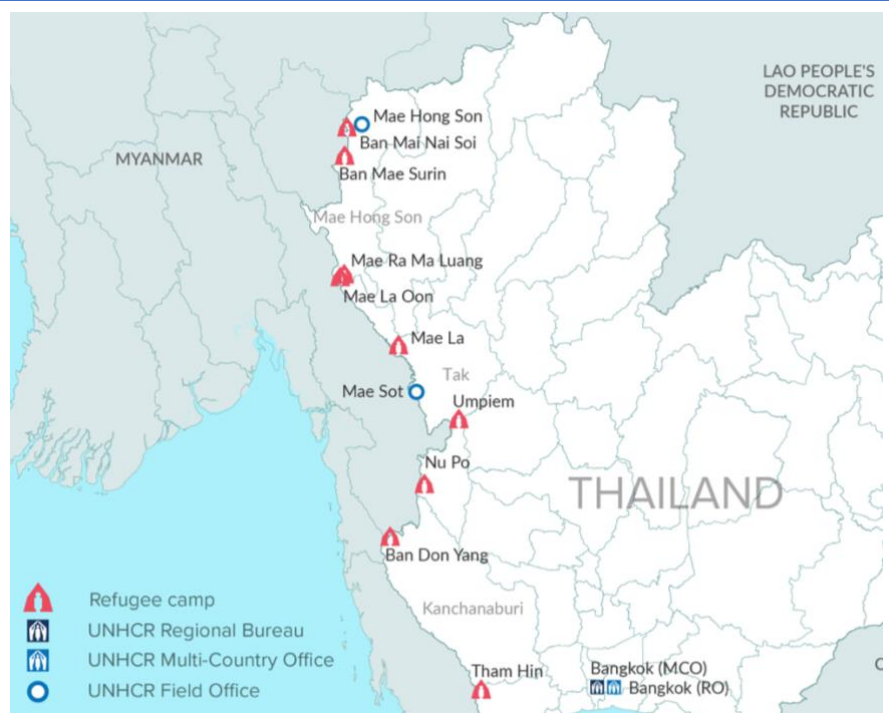 LAO PEOPLE'S
DEMOCRATIC
REPUBLIC
Mae Hong Son
Ban Mai Nai Soi
MYANMAR
Ban Mae Surin
Mae Hong Son
Mae Ra Ma Luang
Mae La Oon
Mae La
Tak
Mae Sot
Umpiem
Nu Po
THAILAND
Ban Don Yang
Refugee camp
Kanchanaburi
UNHCR Regional Bureau
UNHCR Multi-Country Office
Tham Hin
Bangkok (MCO)
Bangkok (RO)
UNHCR Field Office